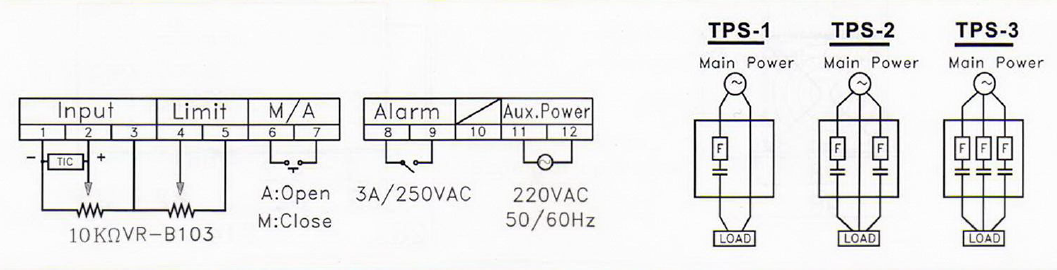 Input Limit M/A
1 2 3 4 5 6 7
- TIC +
10KΩVR-B103
A:Open
M:Close
Alarm Aux.Power
8 9 10 11 12
3A/250VAC
220VAC
50/60Hz
TPS-1
Main Power
F
LOAD
TPS-2
Main Power
F F
LOAD
TPS-3
Main Power
F F F
LOAD